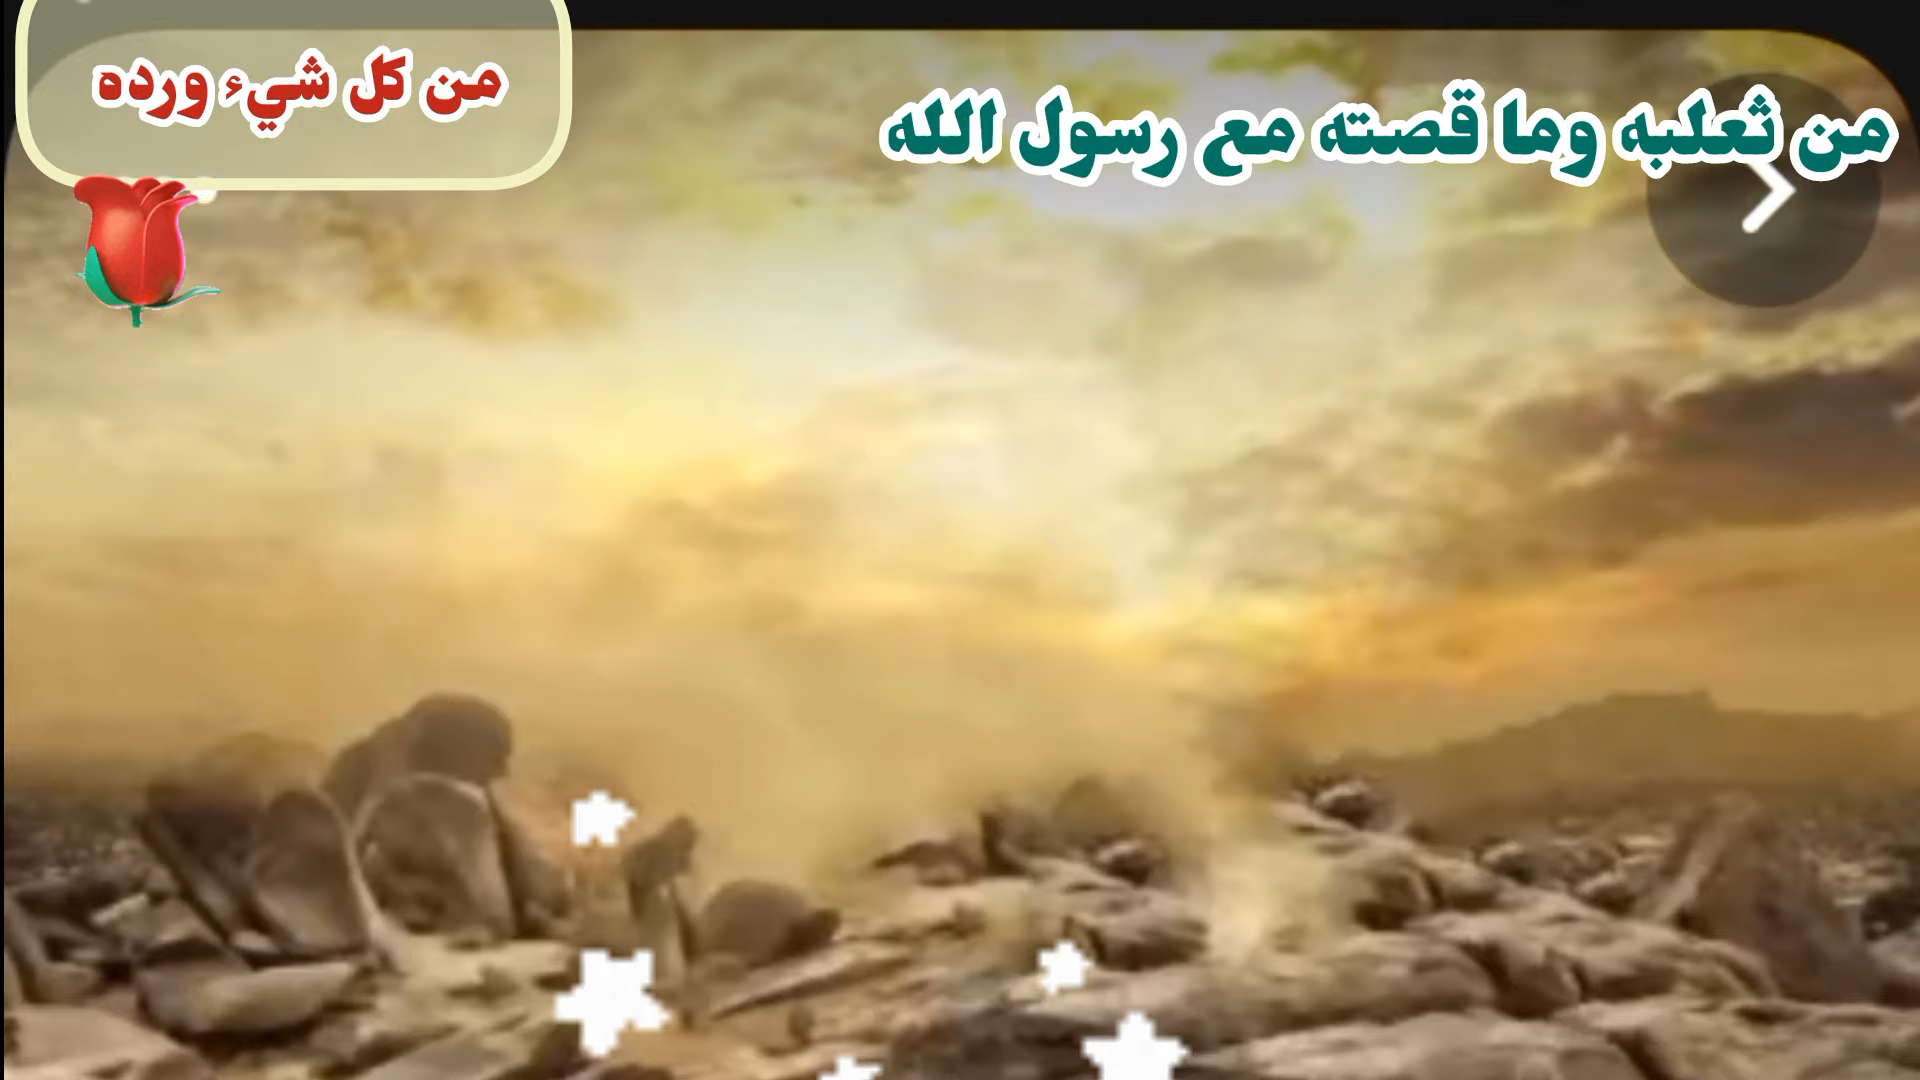 من كل شيء ورده
من ثعلبه وما قصته مع رسول الله